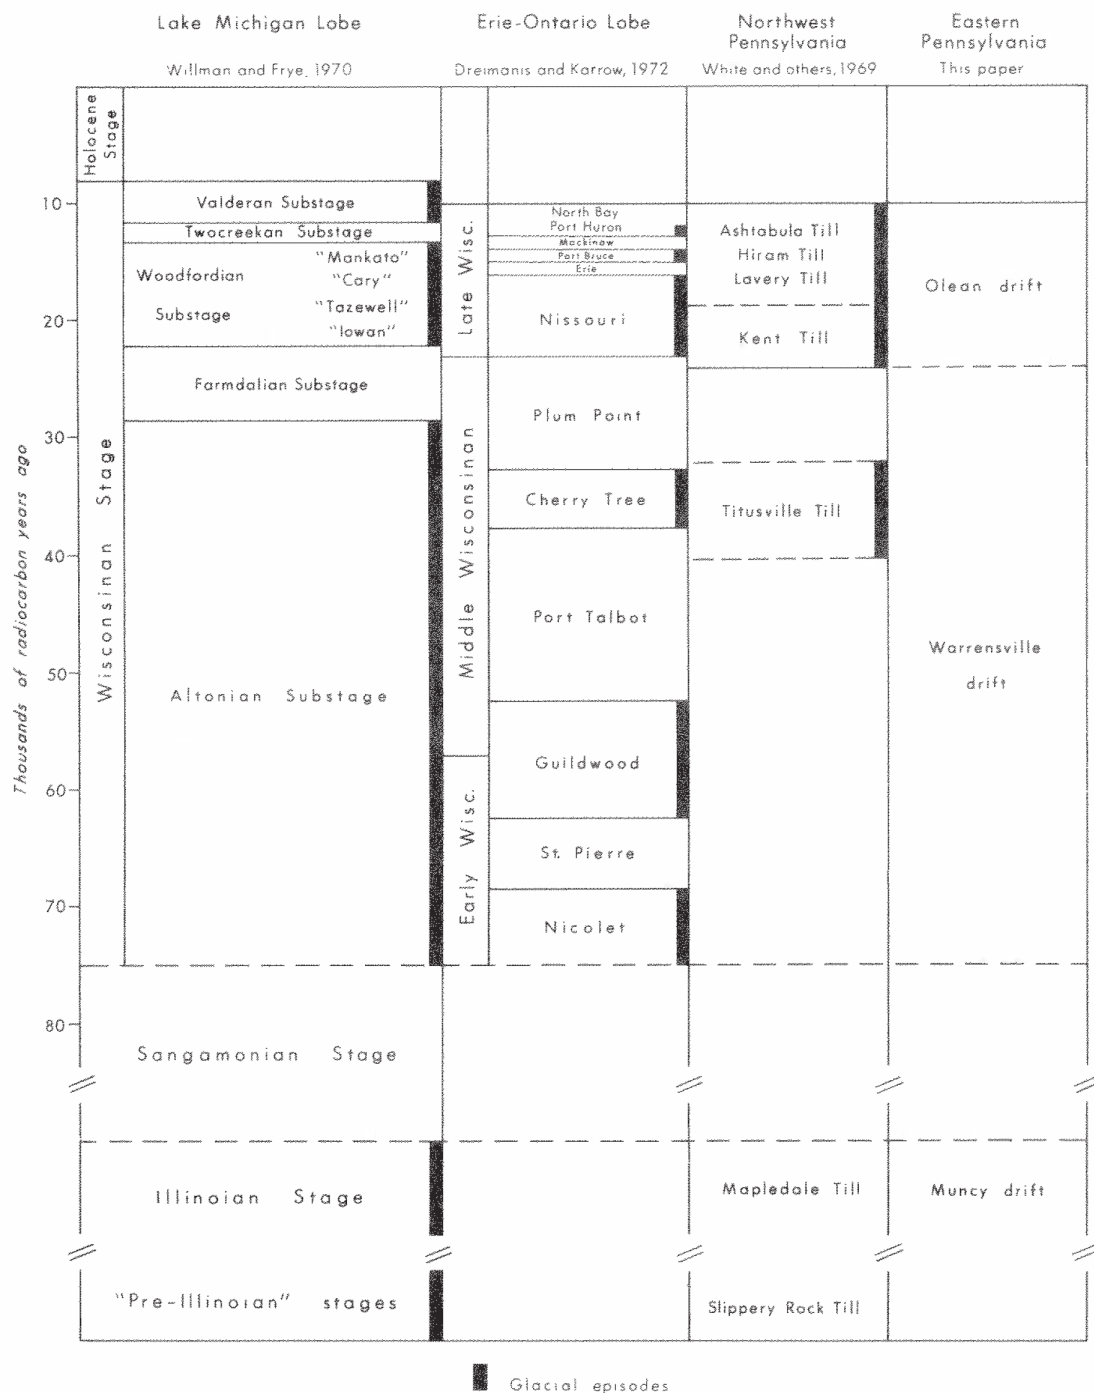 Lake Michigan Lobe
Willman and Frye, 1970
Erie-Ontario Lobe
Dreimanis and Karrow, 1972
Northwest
Pennsylvania
White and others, 1969
Eastern
Pennsylvania
This paper
Thousands of radiocarbon years ago
10
20
30
40
50
60
70
80
Holocene
Stage
Wisconsinan Stage
Valderan Substage
Twocreekan Substage
Woodfordian
Substage
"Mankato"
"Cary"
"Tazewell"
"Iowan"
Farmdalian Substage
Altonian Substage
Sangamonian Stage
Illinoian Stage
"Pre-Illinoian" stages
Late Wisc.
Middle Wisconsinan
Early Wisc.
North Bay
Port Huron
Mackinaw
Port Bruce
Erie
Nissouri
Plum Point
Cherry Tree
Port Talbot
Guildwood
St. Pierre
Nicolet
Ashtabula Till
Hiram Till
Lavery Till
Kent Till
Titusville Till
Mapledale Till
Slippery Rock Till
Olean drift
Warrensville
drift
Muncy drift
Glacial episodes